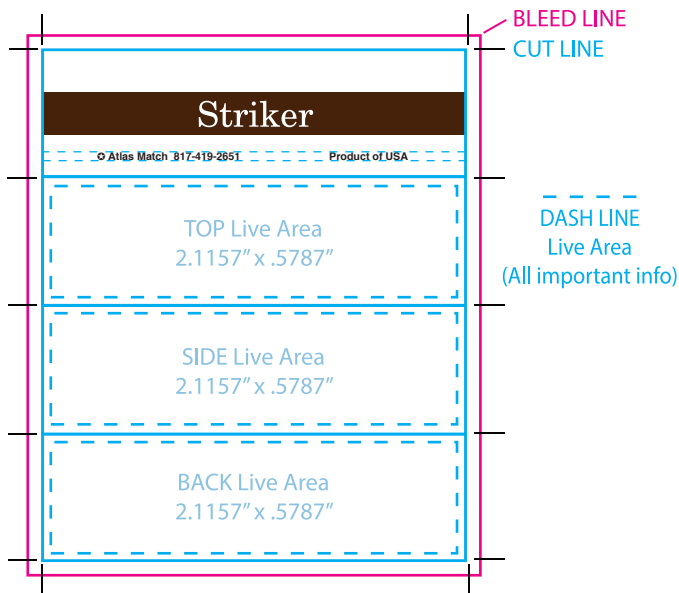 BLEED LINE
CUT LINE
Striker
✪ Atlas Match 817-419-2651 Product of USA
TOP Live Area
2.1157” x .5787”
DASH LINE
Live Area
(All important info)
SIDE Live Area
2.1157” x .5787”
BACK Live Area
2.1157” x .5787”